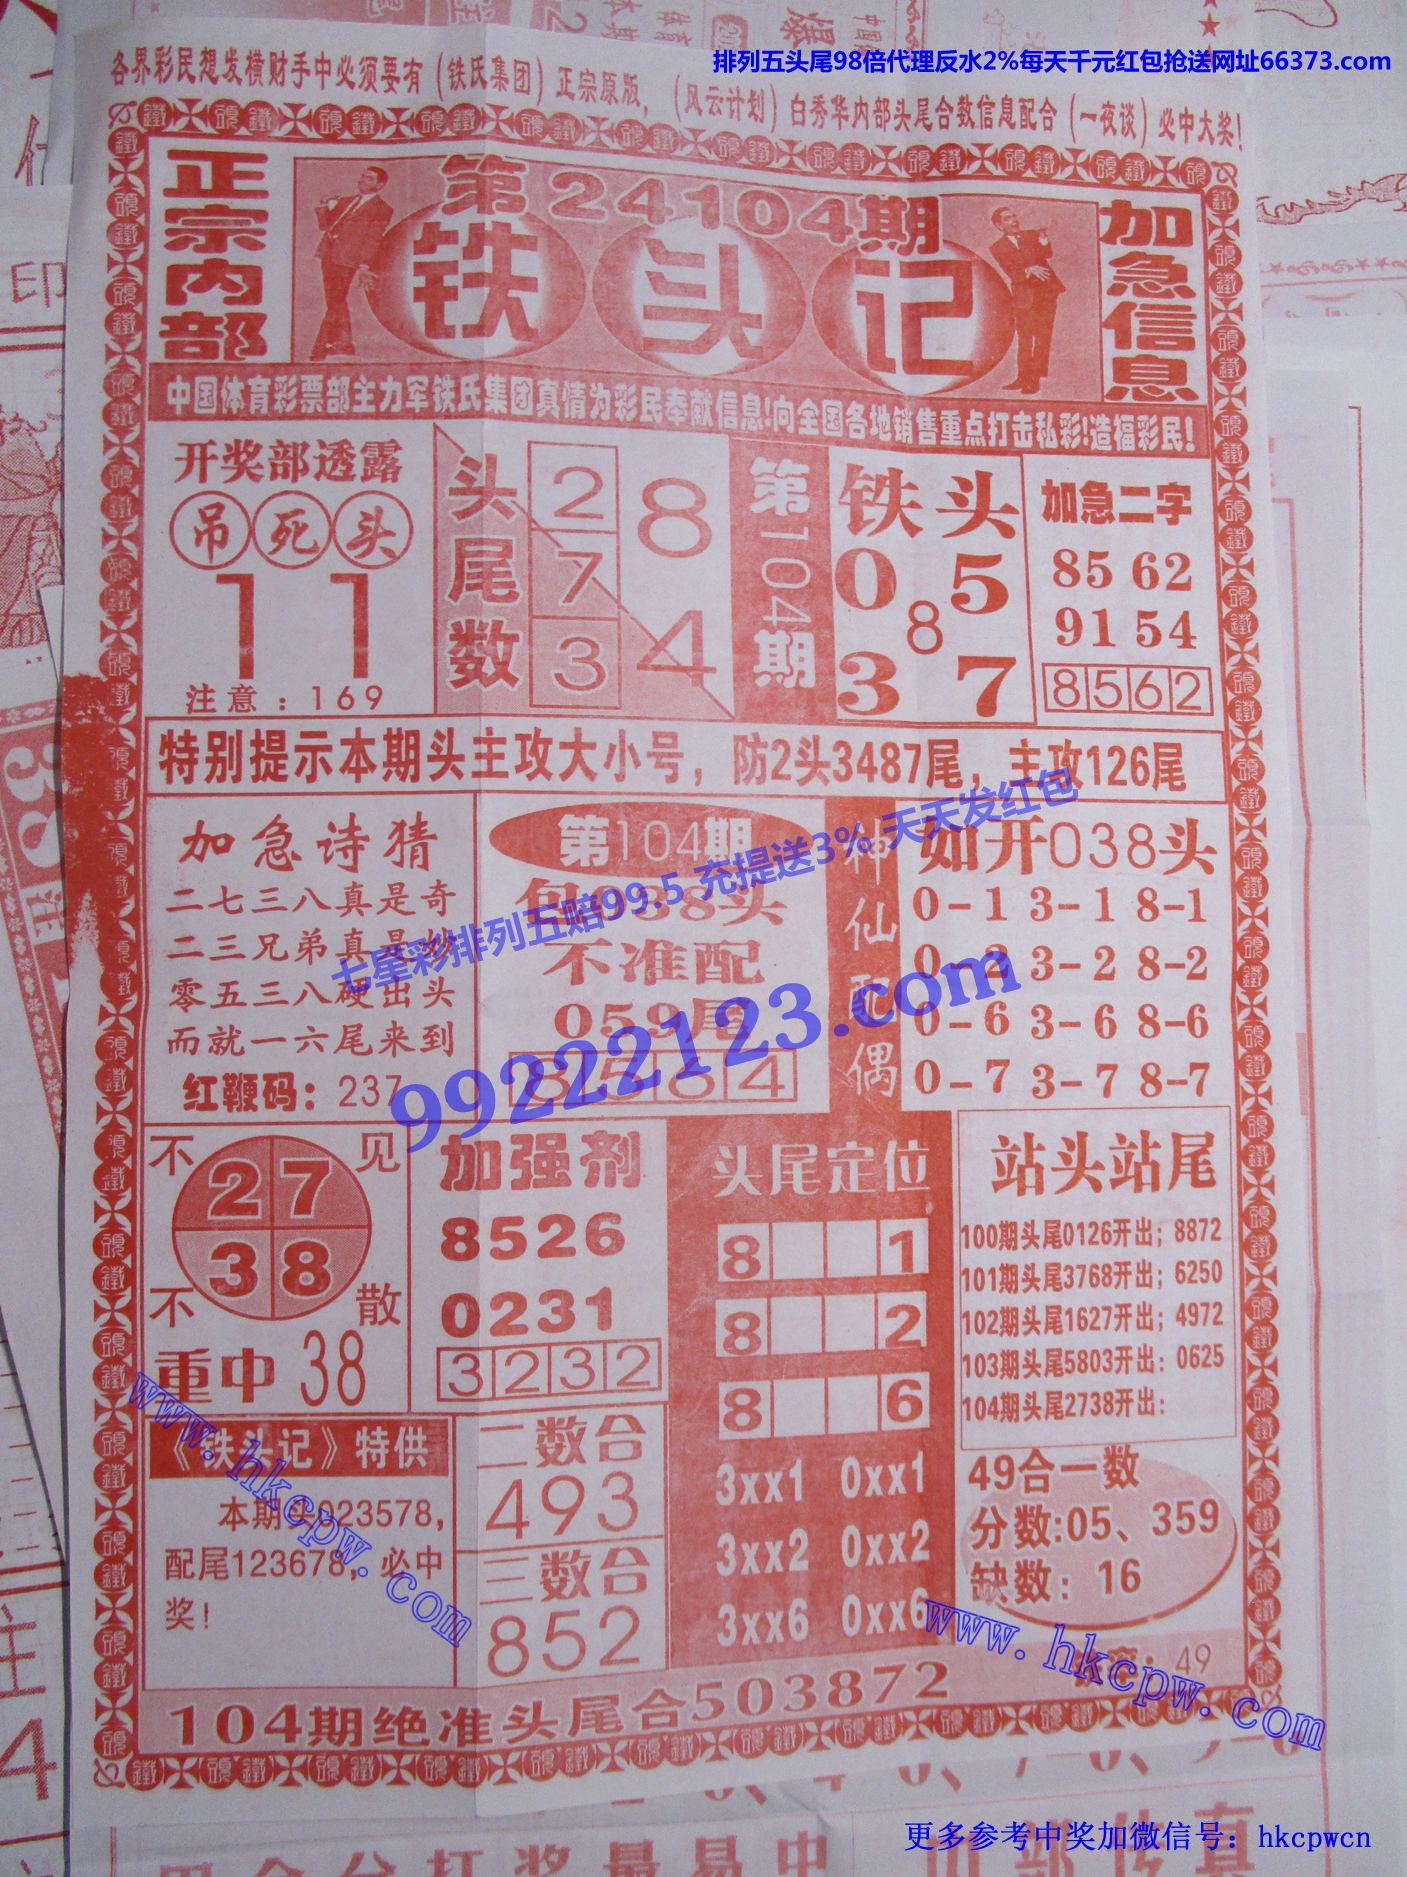 排列五头尾98倍代理反水2%每天千元红包抢送网址66373.com
各界彩民想发横财手中必须要有（铁氏集团）正宗原版，（风云计划）白秀华内部头尾合数信息配合（一夜谈）必中大奖！
正宗内部
第24104期
铁头记
加急信息
中国体育彩票部主力军铁氏集团真情为彩民奉献信息！向全国各地销售重点打击私彩！造福彩民！
开奖部透露
吊死头
11
注意：169
头尾数
2 7 3
8
4
第104期
铁头
0 5
8
3 7
加急二字
85 62
91 54
8562
特别提示本期头主攻大小号，防2头3487尾，主攻126尾
加急诗猜
二七三八真是奇
二三兄弟真是妙
零五三八硬出头
而就一六尾来到
红鞭码：237
第104期
包038头
不准配
059尾
8564
神仙配偶
如开038头
0-1 3-1 8-1
0-2 3-2 8-2
0-6 3-6 8-6
0-7 3-7 8-7
七星彩排列五赔99.5 充提送3% 天天发红包
99222123.com
不见不散
27
38
重中38
加强剂
8526
0231
3232
头尾定位
8 1
8 2
8 6
3xx1 0xx1
3xx2 0xx2
3xx6 0xx6
站头站尾
100期头尾0126开出；8872
101期头尾3768开出；6250
102期头尾1627开出；4972
103期头尾5803开出：0625
104期头尾2738开出：
《铁头记》特供
本期头023578，
配尾123678，必中
奖！
二数合
493
三数合
852
49合一数
分数:05、359
缺数：16
：49
104期绝准头尾合503872
www.hkcpw.com
www.hkcpw.com
更多参考中奖加微信号：hkcpwcn